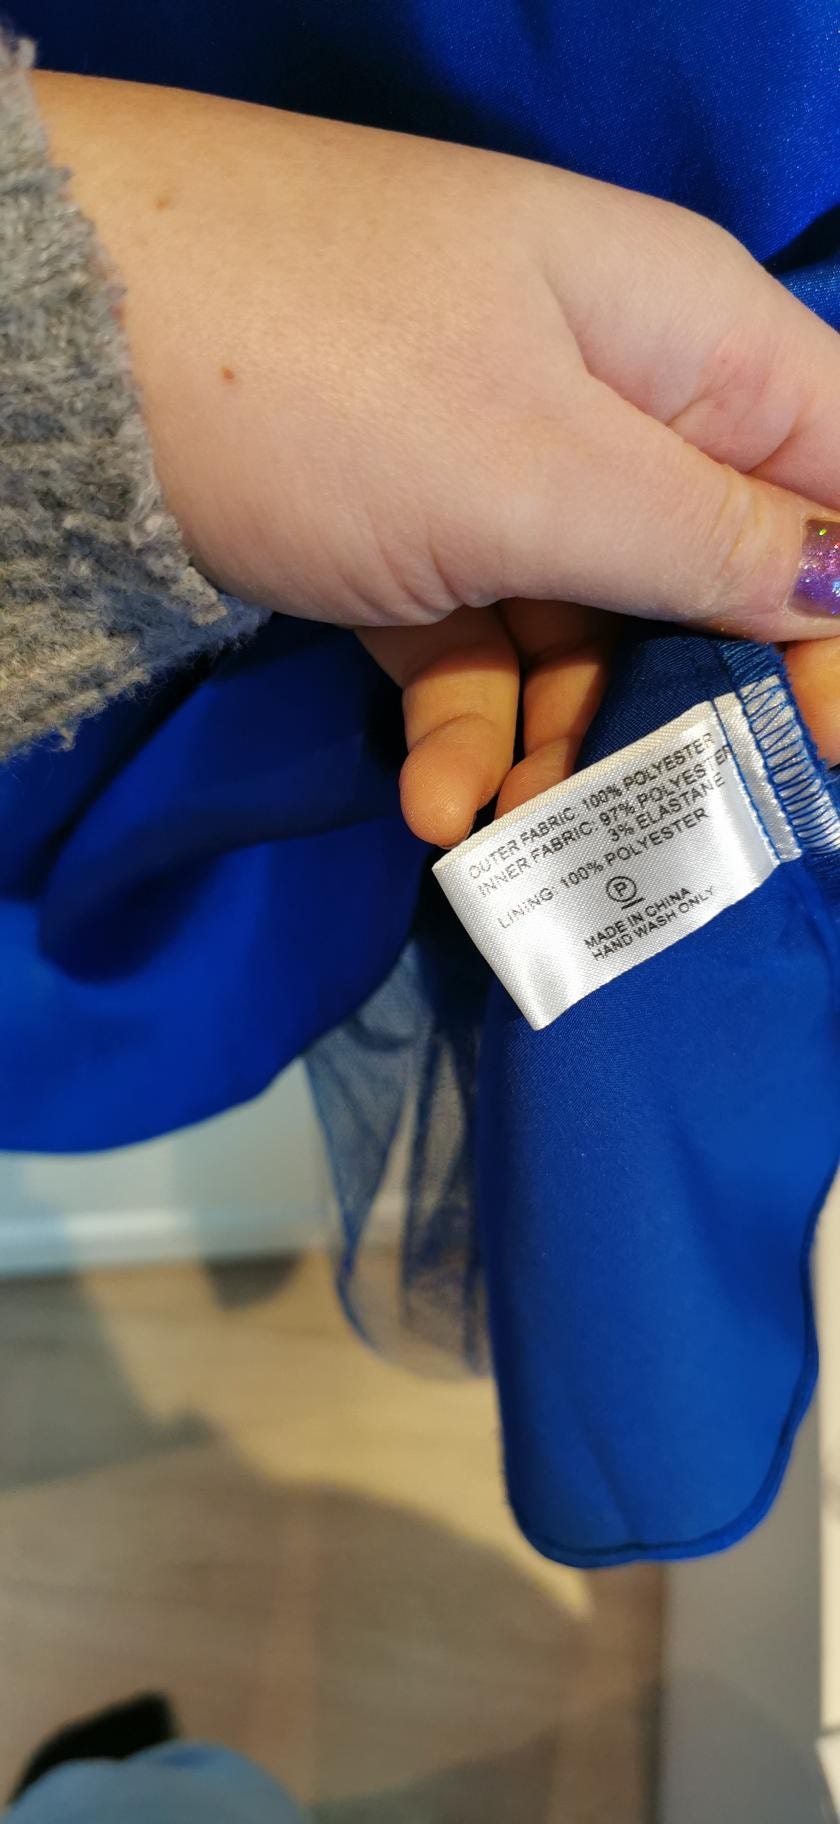 OUTER FABRIC: 100% POLYESTER
INNER FABRIC: 97% POLYESTER
3% ELASTANE
LINING: 100% POLYESTER
P
MADE IN CHINA
HAND WASH ONLY